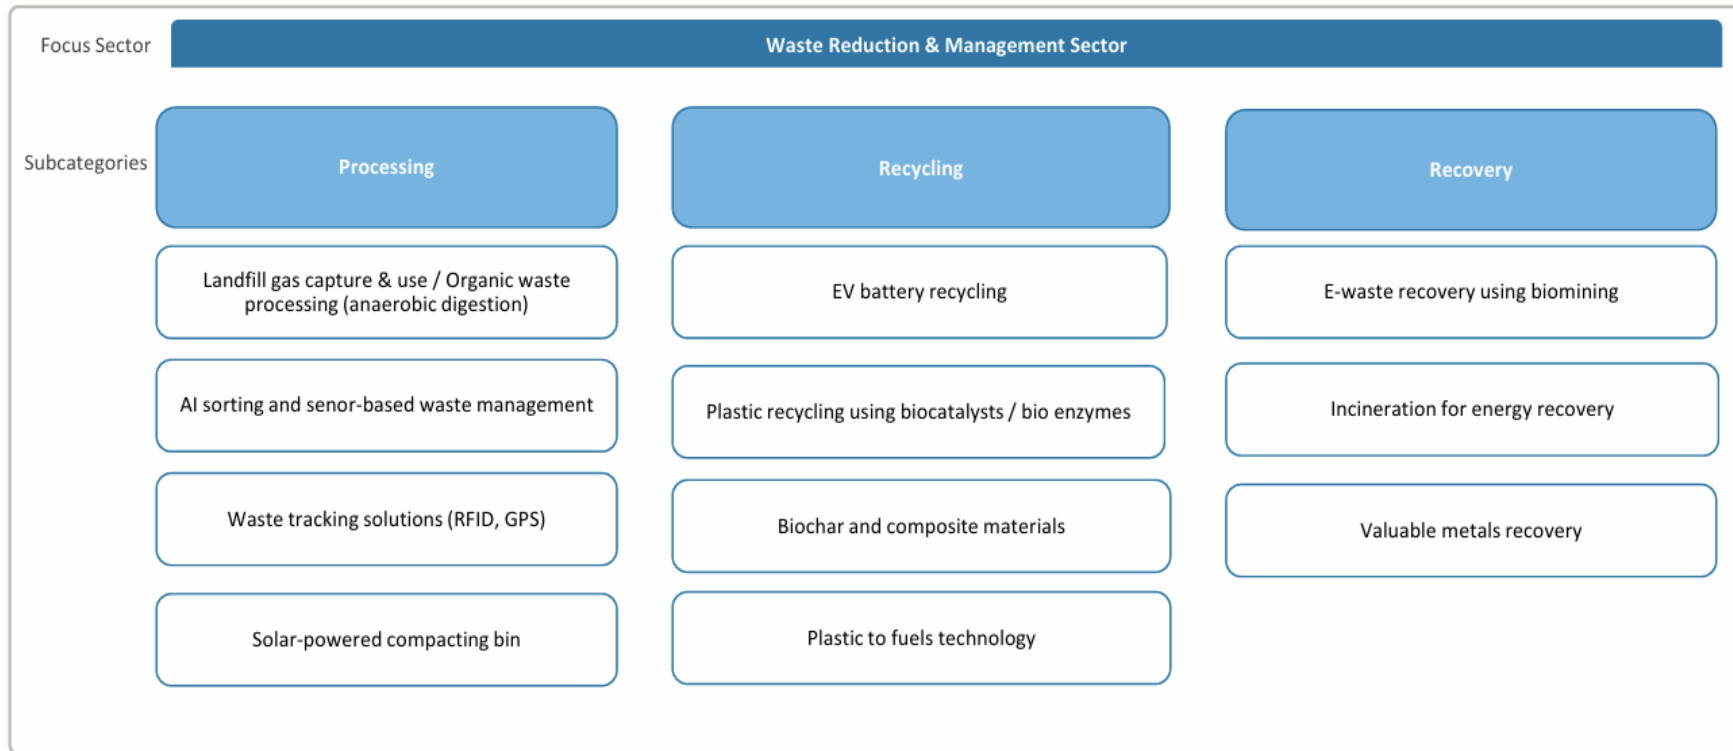 Focus Sector
Waste Reduction & Management Sector
Subcategories
Processing
Recycling
Recovery
Landfill gas capture & use / Organic waste
processing (anaerobic digestion)
EV battery recycling
E-waste recovery using biomining
AI sorting and senor-based waste management
Plastic recycling using biocatalysts / bio enzymes
Incineration for energy recovery
Waste tracking solutions (RFID, GPS)
Biochar and composite materials
Valuable metals recovery
Solar-powered compacting bin
Plastic to fuels technology